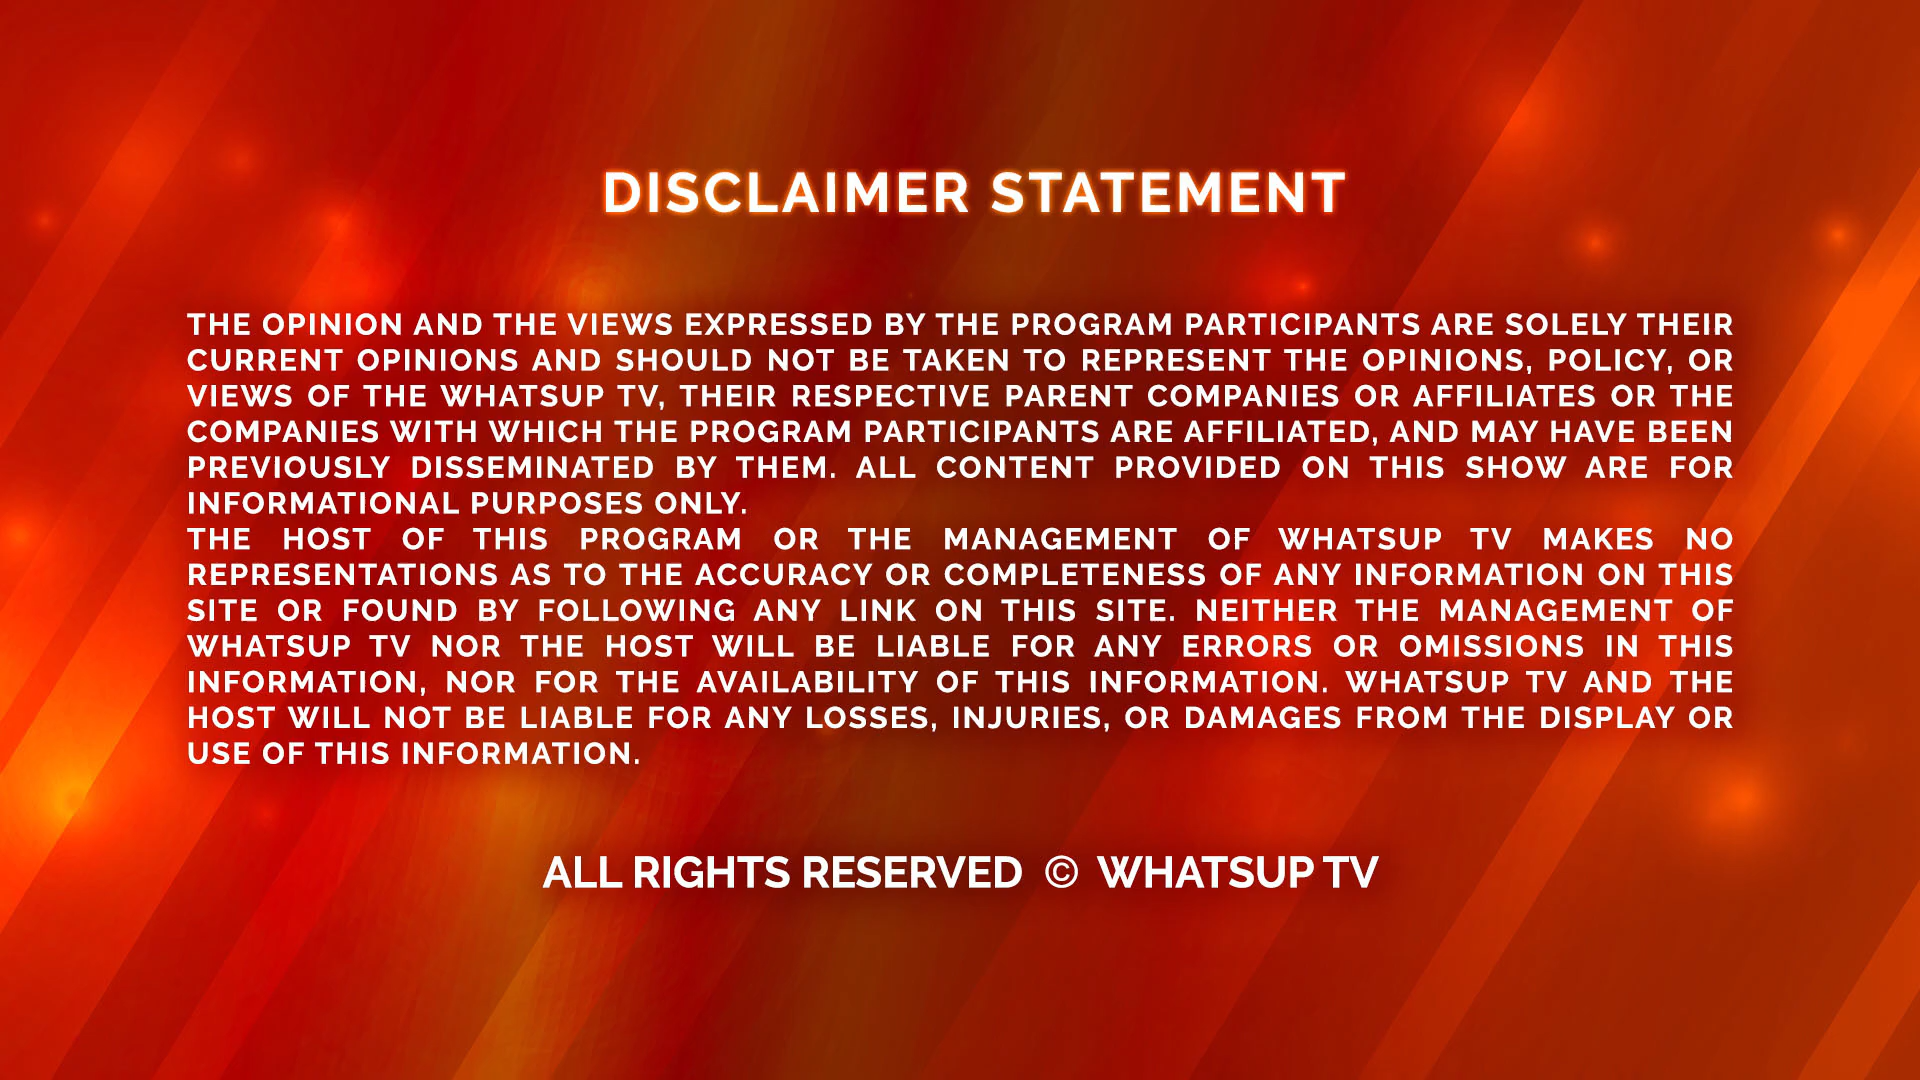 DISCLAIMER STATEMENT
THE OPINION AND THE VIEWS EXPRESSED BY THE PROGRAM PARTICIPANTS ARE SOLELY THEIR
CURRENT OPINIONS AND SHOULD NOT BE TAKEN TO REPRESENT THE OPINIONS, POLICY, OR
VIEWS OF THE WHATSUP TV, THEIR RESPECTIVE PARENT COMPANIES OR AFFILIATES OR THE
COMPANIES WITH WHICH THE PROGRAM PARTICIPANTS ARE AFFILIATED, AND MAY HAVE BEEN
PREVIOUSLY DISSEMINATED BY THEM. ALL CONTENT PROVIDED ON THIS SHOW ARE FOR
INFORMATIONAL PURPOSES ONLY.
THE HOST OF THIS PROGRAM OR THE MANAGEMENT OF WHATSUP TV MAKES NO
REPRESENTATIONS AS TO THE ACCURACY OR COMPLETENESS OF ANY INFORMATION ON THIS
SITE OR FOUND BY FOLLOWING ANY LINK ON THIS SITE. NEITHER THE MANAGEMENT OF
WHATSUP TV NOR THE HOST WILL BE LIABLE FOR ANY ERRORS OR OMISSIONS IN THIS
INFORMATION, NOR FOR THE AVAILABILITY OF THIS INFORMATION. WHATSUP TV AND THE
HOST WILL NOT BE LIABLE FOR ANY LOSSES, INJURIES, OR DAMAGES FROM THE DISPLAY OR
USE OF THIS INFORMATION.
ALL RIGHTS RESERVED © WHATSUP TV